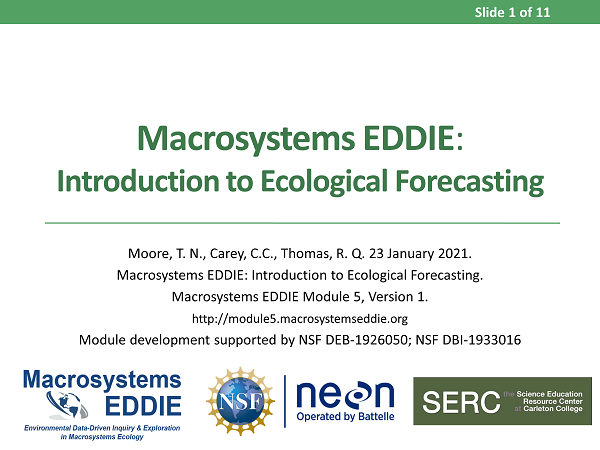 Slide 1 of 11
Macrosystems EDDIE:
Introduction to Ecological Forecasting
Moore, T. N., Carey, C.C., Thomas, R. Q. 23 January 2021.
Macrosystems EDDIE: Introduction to Ecological Forecasting.
Macrosystems EDDIE Module 5, Version 1.
http://module5.macrosystemseddie.org
Module development supported by NSF DEB-1926050; NSF DBI-1933016
Macrosystems
EDDIE
Environmental Data-Driven Inquiry & Exploration
in Macrosystems Ecology
NSF
neon
Operated by Battelle
SERC
the Science Education
Resource Center
at Carleton College